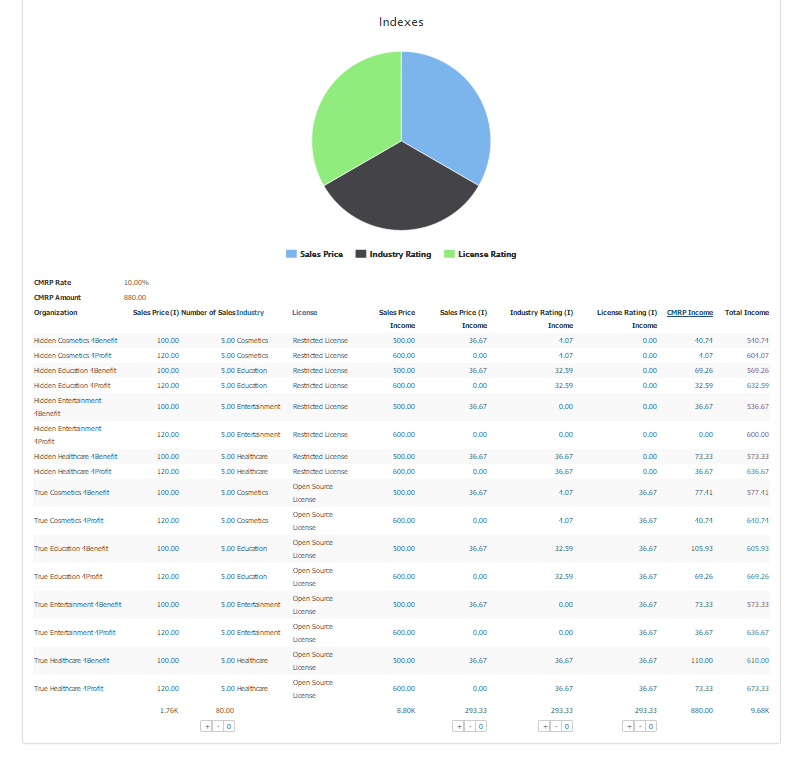 Indexes
Sales Price Industry Rating License Rating
CMRP Rate 10.00%
CMRP Amount 880.00
Organization Sales Price (I) Number of Sales Industry License Sales Price Income Sales Price (I) Income Industry Rating (I) Income License Rating (I) Income CMRP Income Total Income
Hidden Cosmetics 4Benefit 100.00 5.00 Cosmetics Restricted License 500.00 36.67 4.07 0.00 40.74 540.74
Hidden Cosmetics 4Profit 120.00 5.00 Cosmetics Restricted License 600.00 0.00 4.07 0.00 4.07 604.07
Hidden Education 4Benefit 100.00 5.00 Education Restricted License 500.00 36.67 32.59 0.00 69.26 569.26
Hidden Education 4Profit 120.00 5.00 Education Restricted License 600.00 0.00 32.59 0.00 32.59 632.59
Hidden Entertainment 4Benefit 100.00 5.00 Entertainment Restricted License 500.00 36.67 0.00 0.00 36.67 536.67
Hidden Entertainment 4Profit 120.00 5.00 Entertainment Restricted License 600.00 0.00 0.00 0.00 0.00 600.00
Hidden Healthcare 4Benefit 100.00 5.00 Healthcare Restricted License 500.00 36.67 36.67 0.00 73.33 573.33
Hidden Healthcare 4Profit 120.00 5.00 Healthcare Restricted License 600.00 0.00 36.67 0.00 36.67 636.67
True Cosmetics 4Benefit 100.00 5.00 Cosmetics Open Source License 500.00 36.67 4.07 36.67 77.41 577.41
True Cosmetics 4Profit 120.00 5.00 Cosmetics Open Source License 600.00 0.00 4.07 36.67 40.74 640.74
True Education 4Benefit 100.00 5.00 Education Open Source License 500.00 36.67 32.59 36.67 105.93 605.93
True Education 4Profit 120.00 5.00 Education Open Source License 600.00 0.00 32.59 36.67 69.26 669.26
True Entertainment 4Benefit 100.00 5.00 Entertainment Open Source License 500.00 36.67 0.00 36.67 73.33 573.33
True Entertainment 4Profit 120.00 5.00 Entertainment Open Source License 600.00 0.00 0.00 36.67 36.67 636.67
True Healthcare 4Benefit 100.00 5.00 Healthcare Open Source License 500.00 36.67 36.67 36.67 110.00 610.00
True Healthcare 4Profit 120.00 5.00 Healthcare Open Source License 600.00 0.00 36.67 36.67 73.33 673.33
1.76K 80.00 8.80K 293.33 293.33 293.33 880.00 9.68K
+ - 0 + - 0 + - 0 + - 0